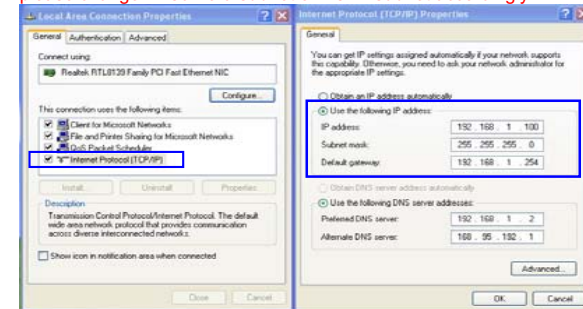 Local Area Connection Properties
General Authentication Advanced
Connect using:
Realtek RTL8139 Family PCI Fast Ethernet NIC
Configure...
This connection uses the following items:
Client for Microsoft Networks
File and Printer Sharing for Microsoft Networks
QoS Packet Scheduler
Internet Protocol (TCP/IP)
Install... Uninstall Properties
Description
Transmission Control Protocol/Internet Protocol. The default
wide area network protocol that provides communication
across diverse interconnected networks.
Show icon in notification area when connected
Close Cancel
Internet Protocol (TCP/IP) Properties
General
You can get IP settings assigned automatically if your network supports
this capability. Otherwise, you need to ask your network administrator for
the appropriate IP settings.
Obtain an IP address automatically
Use the following IP address:
IP address: 192 . 168 . 1 . 100
Subnet mask: 255 . 255 . 255 . 0
Default gateway: 192 . 168 . 1 . 254
Obtain DNS server address automatically
Use the following DNS server addresses:
Preferred DNS server: 192 . 168 . 1 . 2
Alternate DNS server: 168 . 95 . 192 . 1
Advanced...
OK Cancel